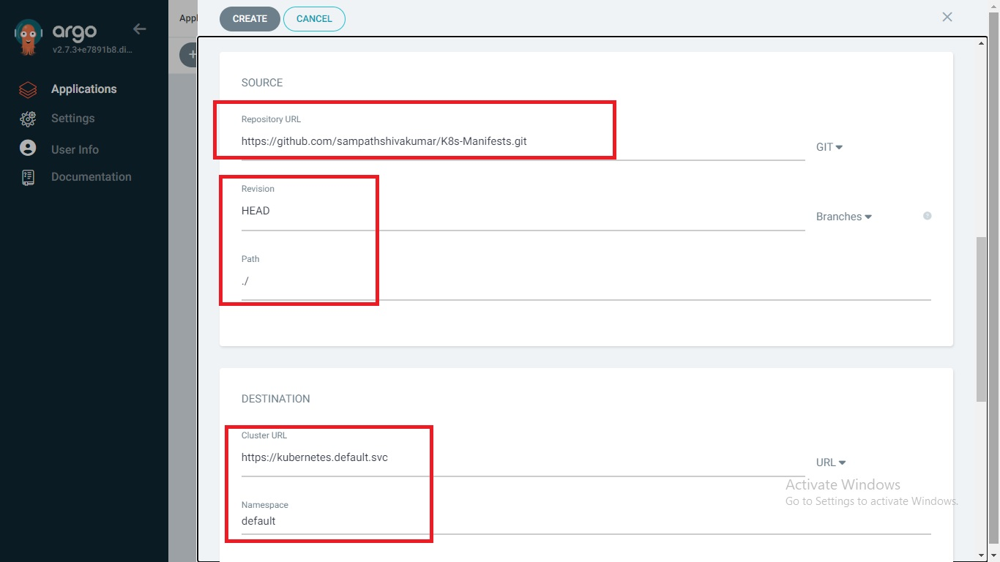 argo
v2.7.3+e7891b8.di...
Applications
Settings
User Info
Documentation
Appl
+
CREATE
CANCEL
SOURCE
Repository URL
https://github.com/sampathshivakumar/K8s-Manifests.git
GIT
Revision
HEAD
Branches
?
Path
./
DESTINATION
Cluster URL
https://kubernetes.default.svc
URL
Activate Windows
Go to Settings to activate Windows.
Namespace
default